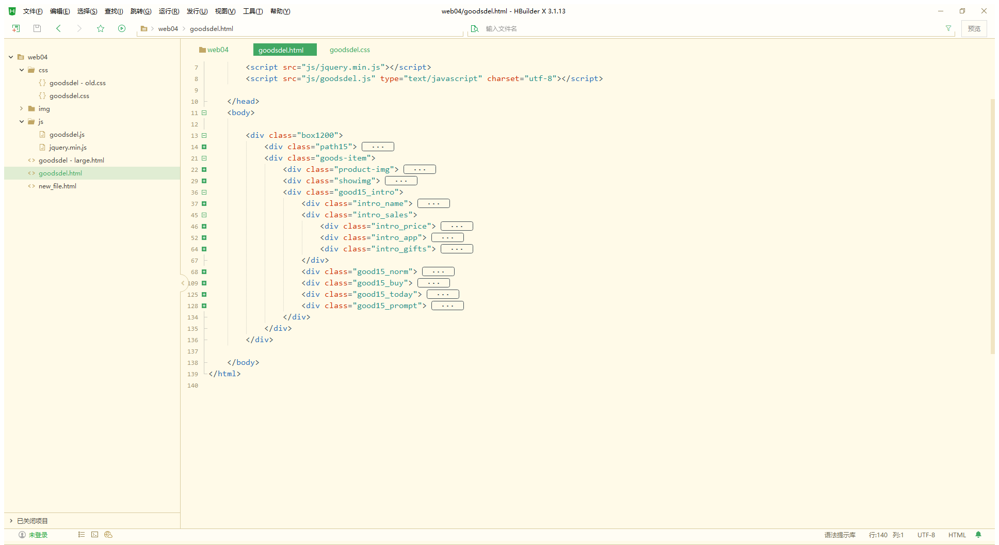 文件(F) 编辑(E) 选择(S) 查找(I) 跳转(G) 运行(R) 发行(U) 视图(V) 工具(T) 帮助(Y)
web04/goodsdel.html - HBuilder X 3.1.13
web04 > goodsdel.html
输入文件名
预览
web04
css
goodsdel - old.css
goodsdel.css
img
js
goodsdel.js
jquery.min.js
goodsdel - large.html
goodsdel.html
new_file.html
已关闭项目
web04 goodsdel.html goodsdel.css
7 <script src="js/jquery.min.js"></script>
8 <script src="js/goodsdel.js" type="text/javascript" charset="utf-8"></script>
9
10 </head>
11 <body>
12
13 <div class="box1200">
14 <div class="path15"> ...
21 <div class="goods-item">
22 <div class="product-img"> ...
29 <div class="showimg"> ...
36 <div class="good15_intro">
37 <div class="intro_name"> ...
45 <div class="intro_sales">
46 <div class="intro_price"> ...
52 <div class="intro_app"> ...
64 <div class="intro_gifts"> ...
67 </div>
68 <div class="good15_norm"> ...
109 <div class="good15_buy"> ...
125 <div class="good15_today"> ...
128 <div class="good15_prompt"> ...
134 </div>
135 </div>
136 </div>
137
138 </body>
139 </html>
140
未登录
语法提示库 行:140 列:1 UTF-8 HTML